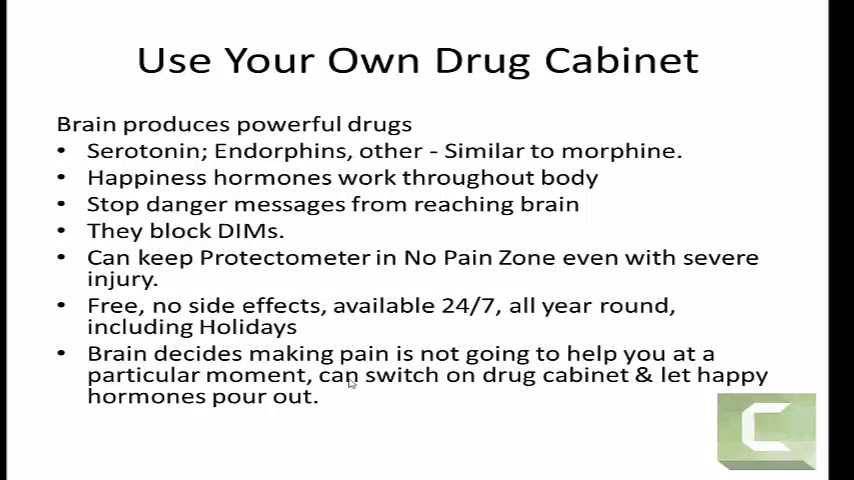 Use Your Own Drug Cabinet
Brain produces powerful drugs
• Serotonin; Endorphins, other - Similar to morphine.
• Happiness hormones work throughout body
• Stop danger messages from reaching brain
• They block DIMs.
• Can keep Protectometer in No Pain Zone even with severe
injury.
• Free, no side effects, available 24/7, all year round,
including Holidays
• Brain decides making pain is not going to help you at a
particular moment, can switch on drug cabinet & let happy
hormones pour out.
C